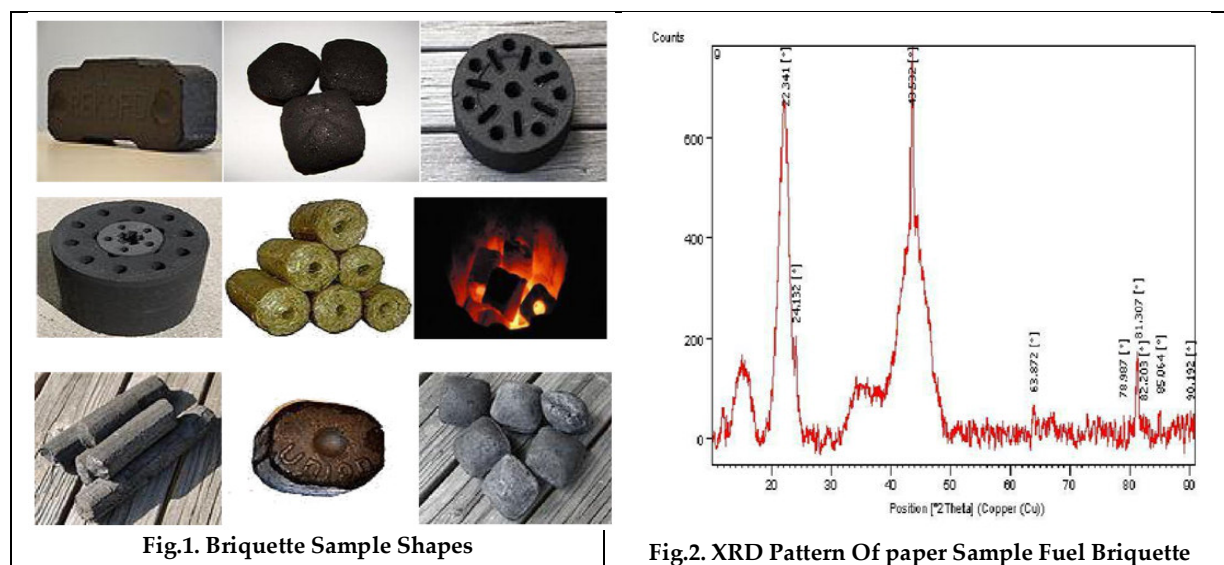 REKORD
UNION
Fig.1. Briquette Sample Shapes
Counts
g
22.341 [*]
24.132 [*]
43.532 [*]
63.872 [*]
78.987 [*]
81.307 [*]
82.203 [*]
85.064 [*]
90.192 [*]
600
400
200
0
20 30 40 50 60 70 80 90
Position [°2Theta] (Copper (Cu))
Fig.2. XRD Pattern Of paper Sample Fuel Briquette